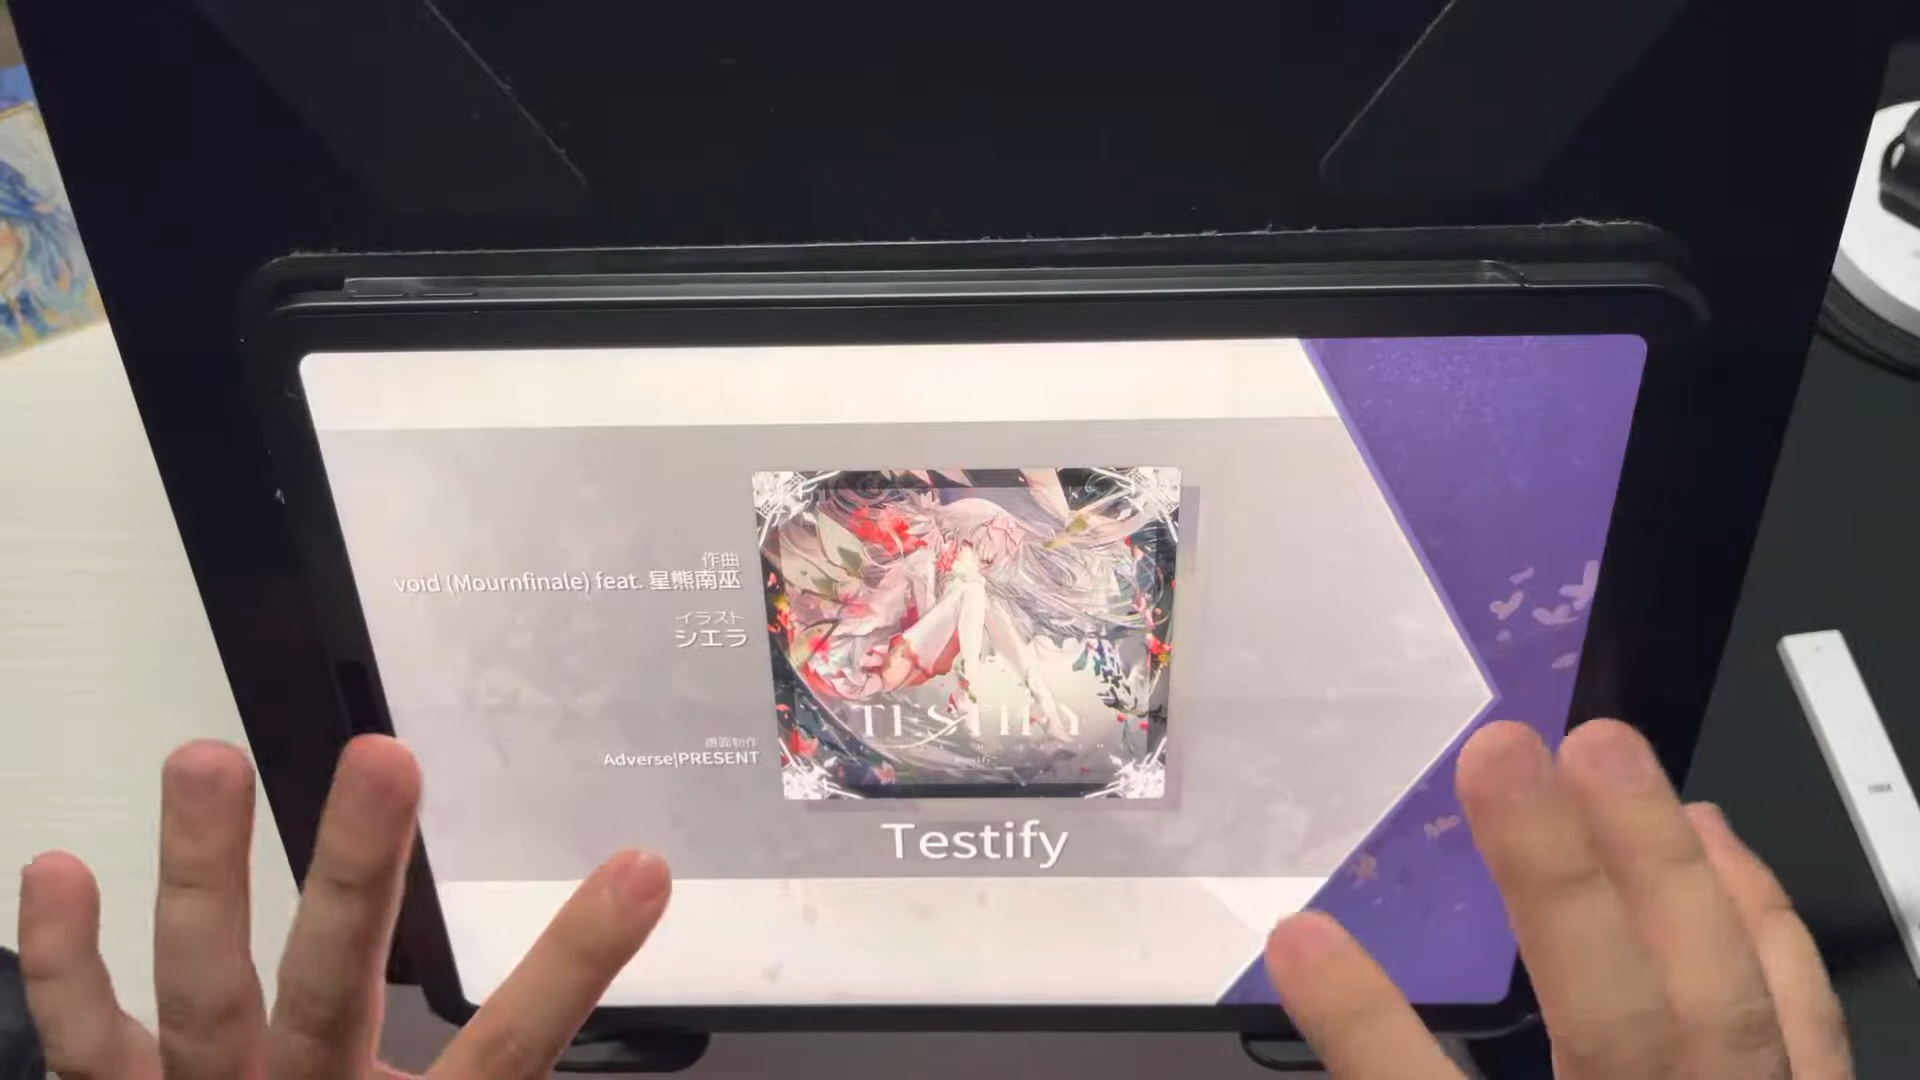 作曲
void (Mournfinale) feat. 星熊南巫
イラスト
シエラ
TESTIFY
画面制作
Adverse|PRESENT
Testify